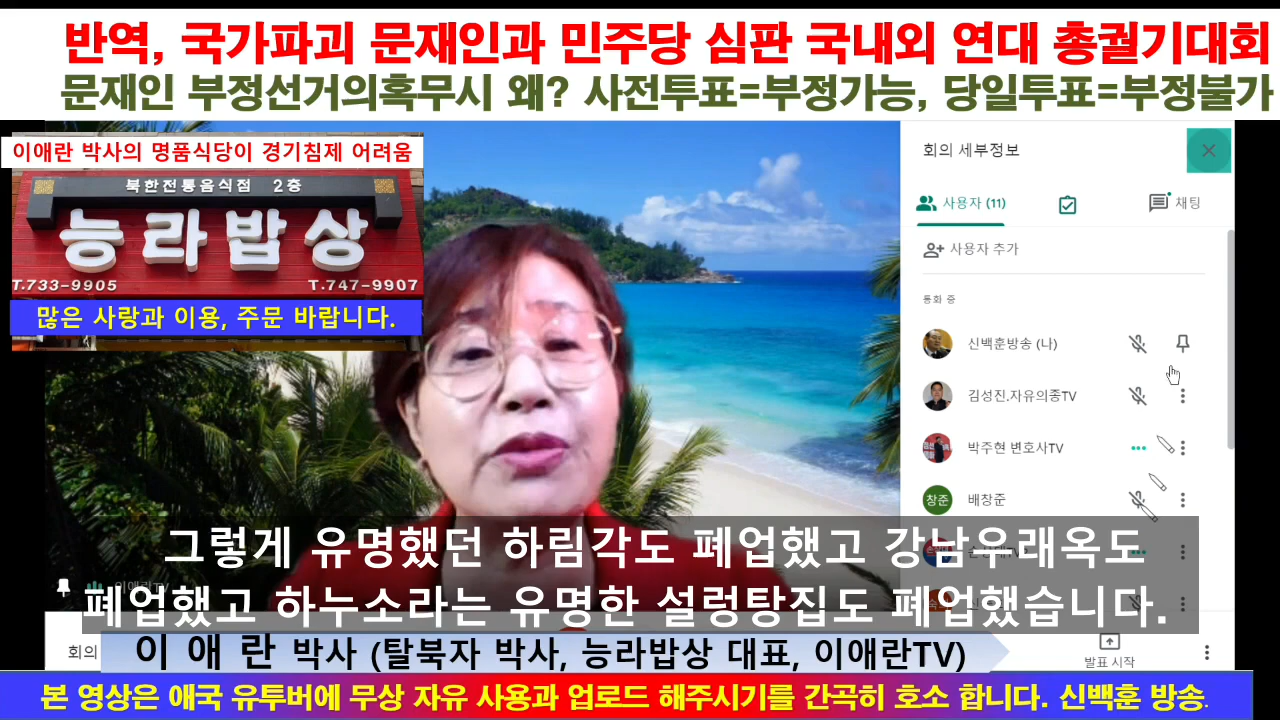 반역, 국가파괴 문재인과 민주당 심판 국내외 연대 총궐기대회
문재인 부정선거의혹무시 왜? 사전투표=부정가능, 당일투표=부정불가
이애란 박사의 명품식당이 경기침제 어려움
북한전통음식점 2층
능라밥상
T.733-9905
T.747-9907
많은 사랑과 이용, 주문 바랍니다.
회의 세부정보
사용자 (11)
채팅
사용자 추가
통화 중
신백훈방송 (나)
김성진.자유의종TV
박주현 변호사TV
창준
배창준
그렇게 유명했던 하림각도 폐업했고 강남우래옥도
폐업했고 하누소라는 유명한 설렁탕집도 폐업했습니다.
이애란TV
회의
이 애 란 박사 (탈북자 박사, 능라밥상 대표, 이애란TV)
발표 시작
본 영상은 애국 유투버에 무상 자유 사용과 업로드 해주시기를 간곡히 호소 합니다. 신백훈 방송.